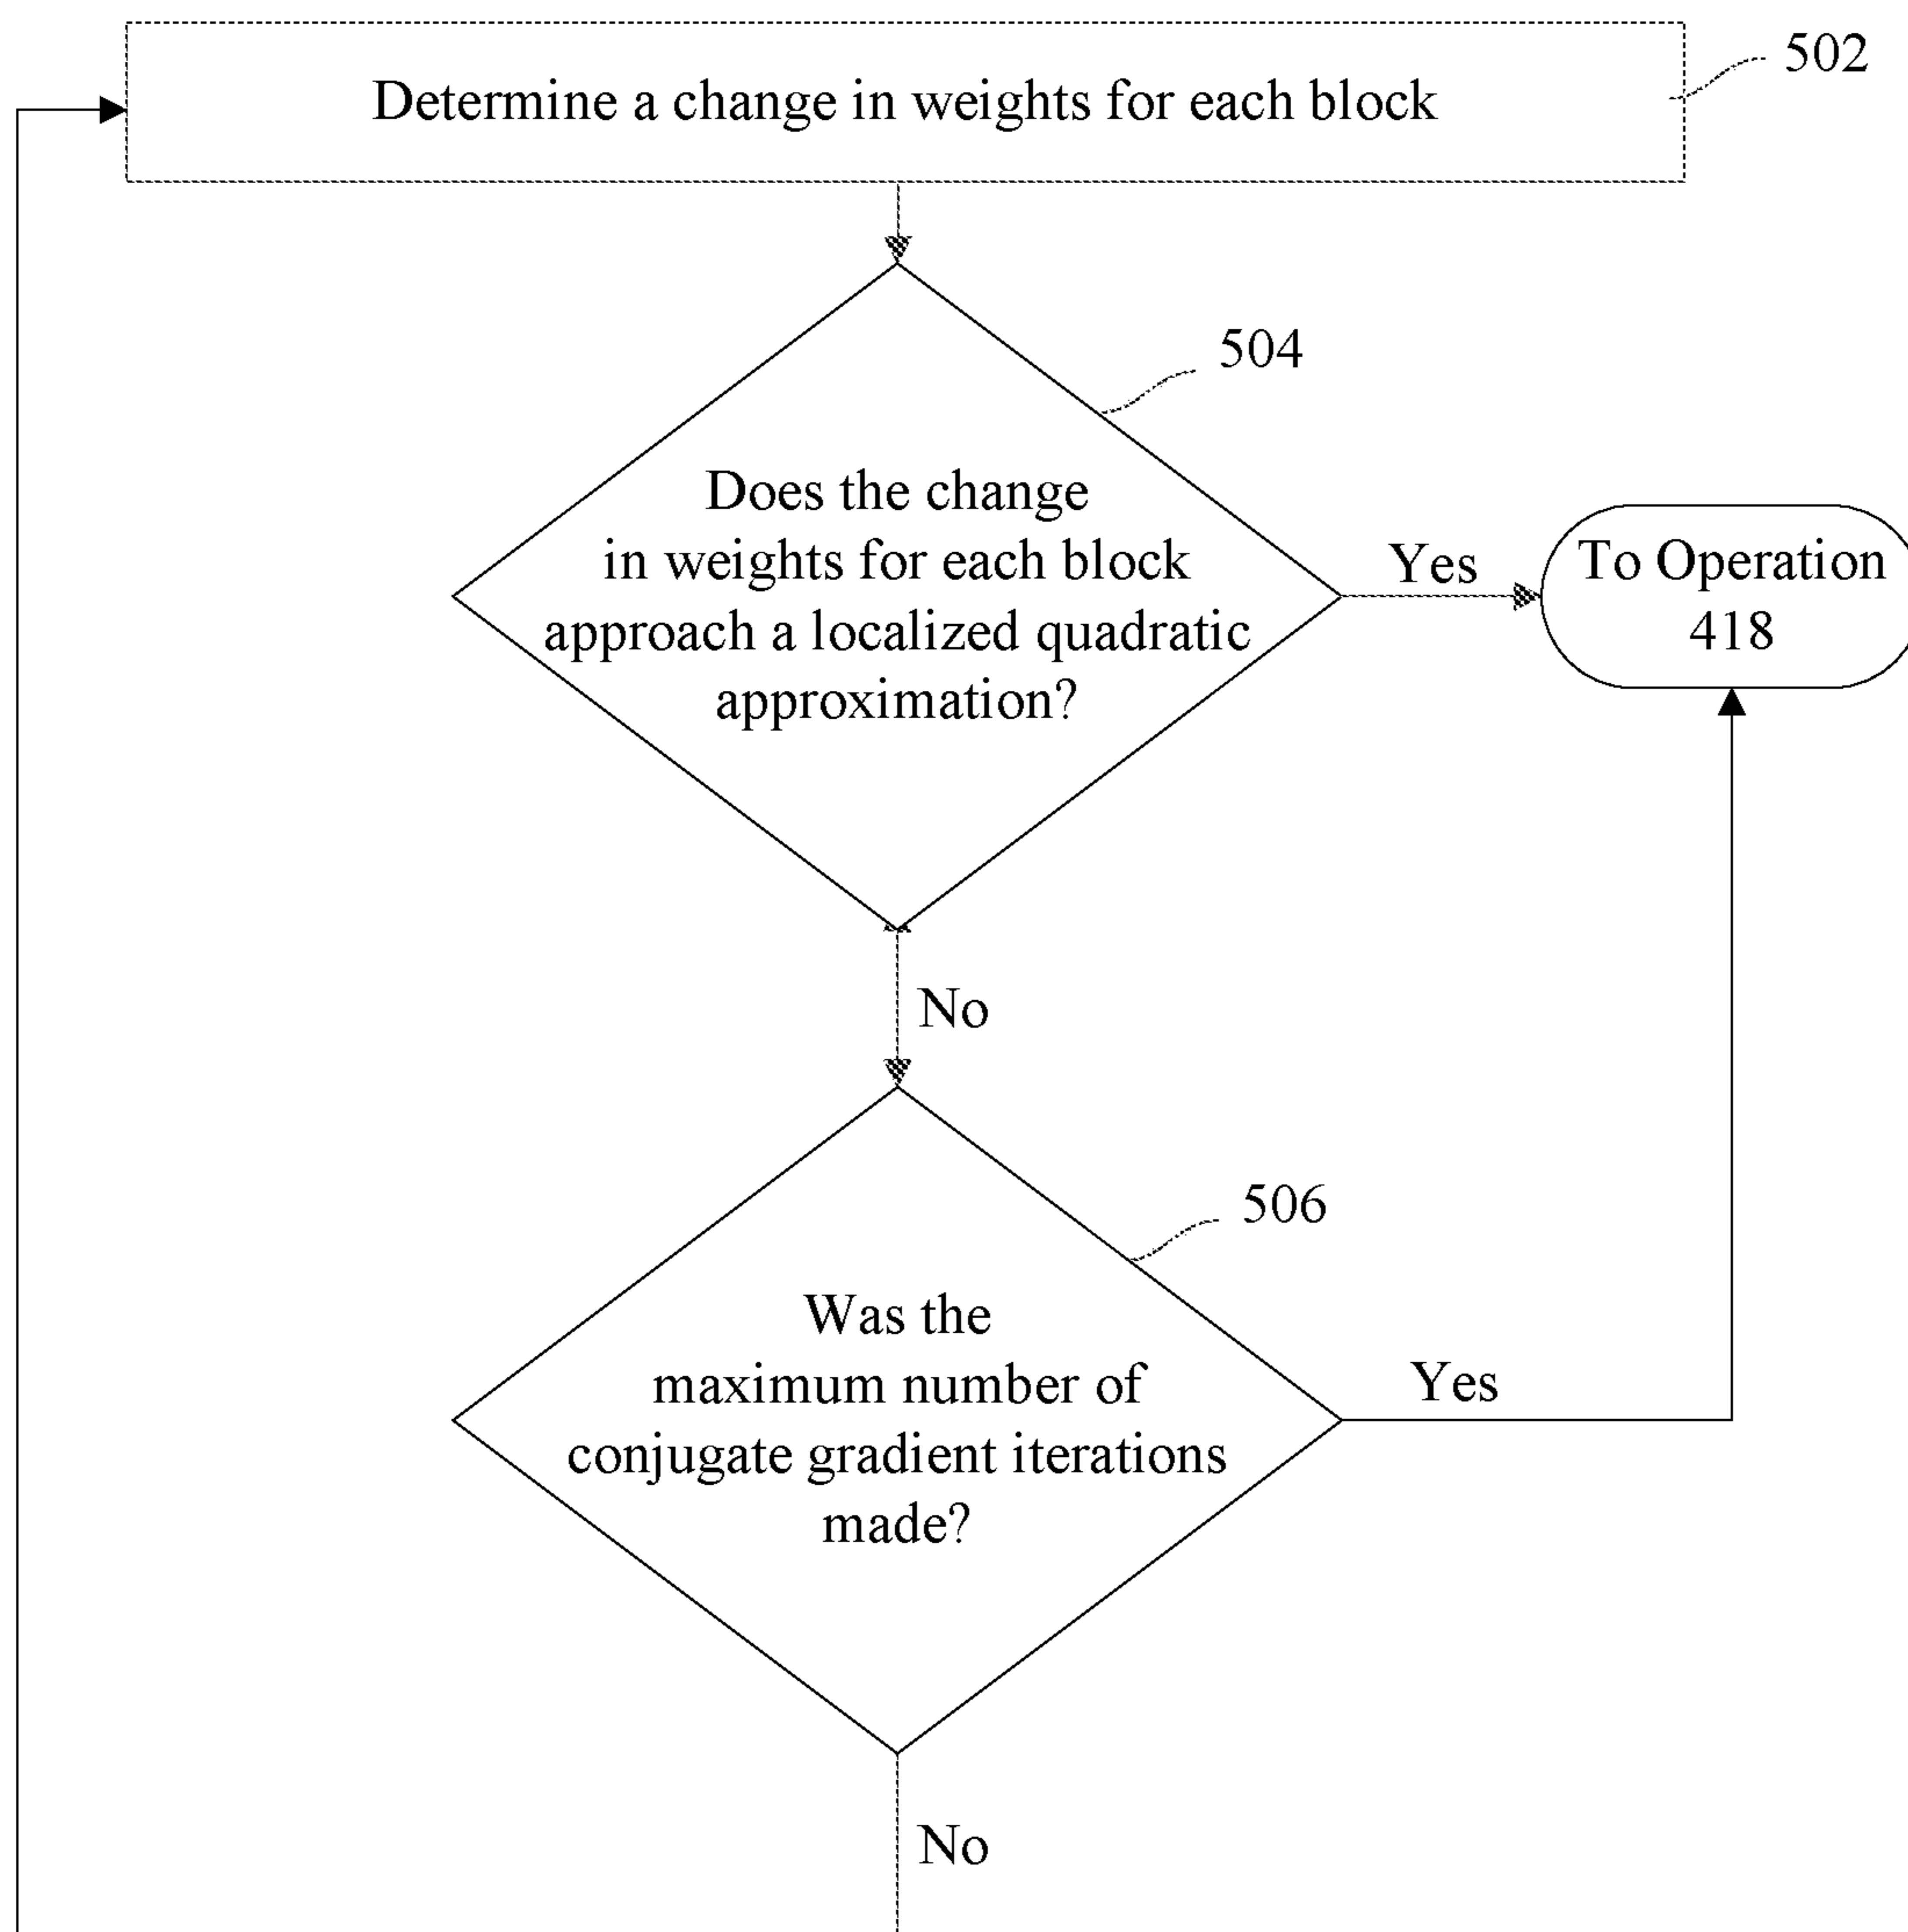 Determine a change in weights for each block
502
504
Does the change
in weights for each block
approach a localized quadratic
approximation?
Yes
To Operation
418
No
506
Was the
maximum number of
conjugate gradient iterations
made?
Yes
No